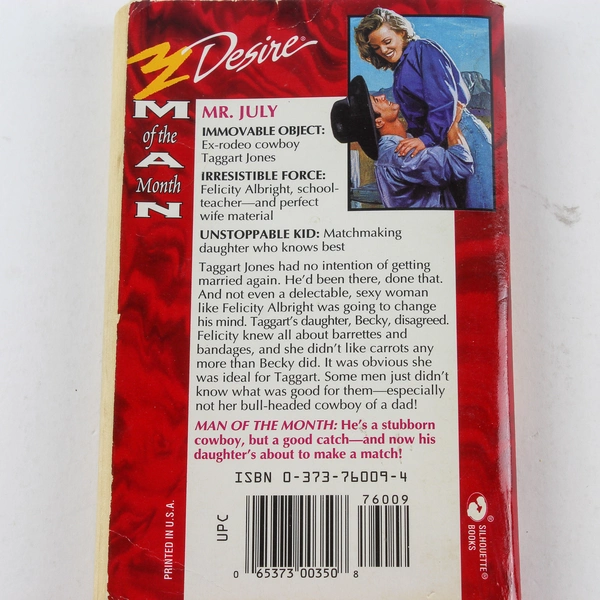 Desire®
MAN
of the
Month
MR. JULY
IMMOVABLE OBJECT:
Ex-rodeo cowboy
Taggart Jones
IRRESISTIBLE FORCE:
Felicity Albright, school-
teacher—and perfect
wife material
UNSTOPPABLE KID: Matchmaking
daughter who knows best
Taggart Jones had no intention of getting
married again. He'd been there, done that.
And not even a delectable, sexy woman
like Felicity Albright was going to change
his mind. Taggart's daughter, Becky, disagreed.
Felicity knew all about barrettes and
bandages, and she didn't like carrots any
more than Becky did. It was obvious she
was ideal for Taggart. Some men just didn't
know what was good for them—especially
not her bull-headed cowboy of a dad!
MAN OF THE MONTH: He's a stubborn
cowboy, but a good catch—and now his
daughter's about to make a match!
ISBN 0-373-76009-4
76009
UPC
0 65373 00350 8
PRINTED IN U.S.A.
SILHOUETTE®
BOOKS